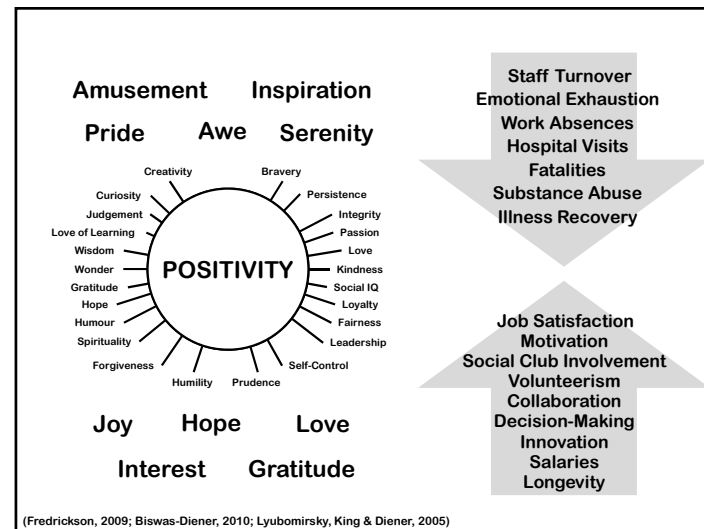 Amusement Inspiration
Pride Awe Serenity
Creativity
Curiosity
Judgement
Love of Learning
Wisdom
Wonder
Gratitude
Hope
Humour
Spirituality
Forgiveness
Humility
POSITIVITY
Bravery
Persistence
Integrity
Passion
Love
Kindness
Social IQ
Loyalty
Fairness
Leadership
Self-Control
Prudence
Joy Hope Love
Interest Gratitude
Staff Turnover
Emotional Exhaustion
Work Absences
Hospital Visits
Fatalities
Substance Abuse
Illness Recovery
Job Satisfaction
Motivation
Social Club Involvement
Volunteerism
Collaboration
Decision-Making
Innovation
Salaries
Longevity
(Fredrickson, 2009; Biswas-Diener, 2010; Lyubomirsky, King & Diener, 2005)